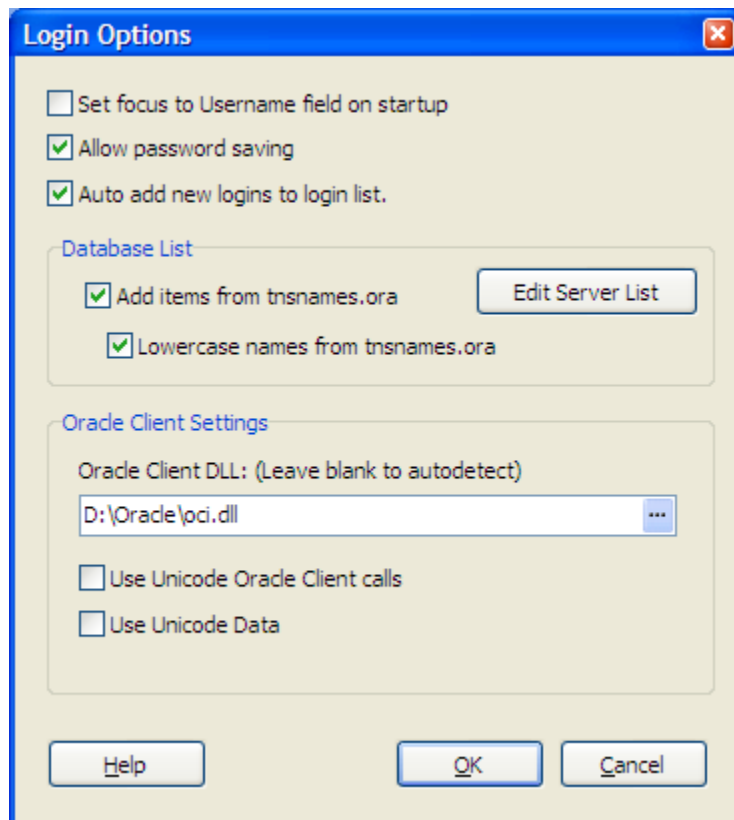 Login Options
Set focus to Username field on startup
Allow password saving
Auto add new logins to login list.
Database List
Add items from tnsnames.ora
Edit Server List
Lowercase names from tnsnames.ora
Oracle Client Settings
Oracle Client DLL: (Leave blank to autodetect)
D:\Oracle\oci.dll
...
Use Unicode Oracle Client calls
Use Unicode Data
Help OK Cancel